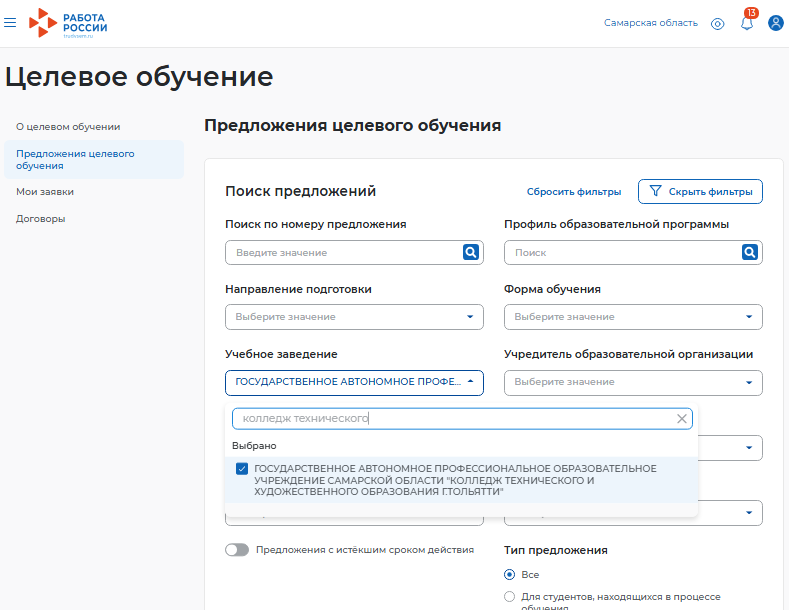 РАБОТА
РОССИИ
trudvsem.ru
Самарская область
13
Целевое обучение
О целевом обучении
Предложения целевого
обучения
Мои заявки
Договоры
Предложения целевого обучения
Поиск предложений
Сбросить фильтры
Скрыть фильтры
Поиск по номеру предложения
Профиль образовательной программы
Введите значение
Поиск
Направление подготовки
Форма обучения
Выберите значение
Выберите значение
Учебное заведение
Учредитель образовательной организации
ГОСУДАРСТВЕННОЕ АВТОНОМНОЕ ПРОФЕ...
Выберите значение
колледж технического
Выбрано
ГОСУДАРСТВЕННОЕ АВТОНОМНОЕ ПРОФЕССИОНАЛЬНОЕ ОБРАЗОВАТЕЛЬНОЕ
УЧРЕЖДЕНИЕ САМАРСКОЙ ОБЛАСТИ "КОЛЛЕДЖ ТЕХНИЧЕСКОГО И
ХУДОЖЕСТВЕННОГО ОБРАЗОВАНИЯ Г.ТОЛЬЯТТИ"
Предложения с истёкшим сроком действия
Тип предложения
Все
Для студентов, находящихся в процессе
обучения